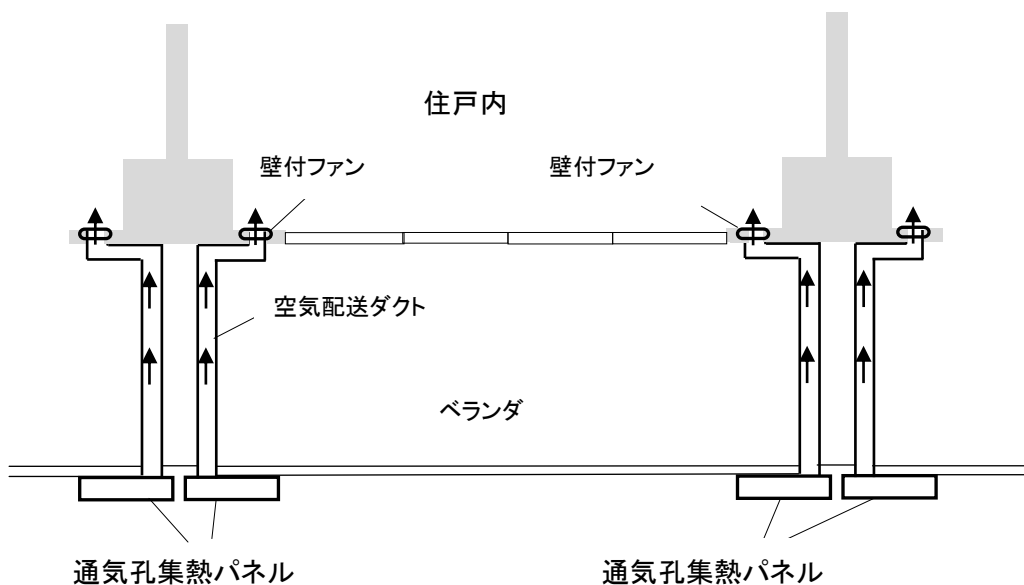 住戸内
壁付ファン
壁付ファン
空気配送ダクト
ベランダ
通気孔集熱パネル
通気孔集熱パネル